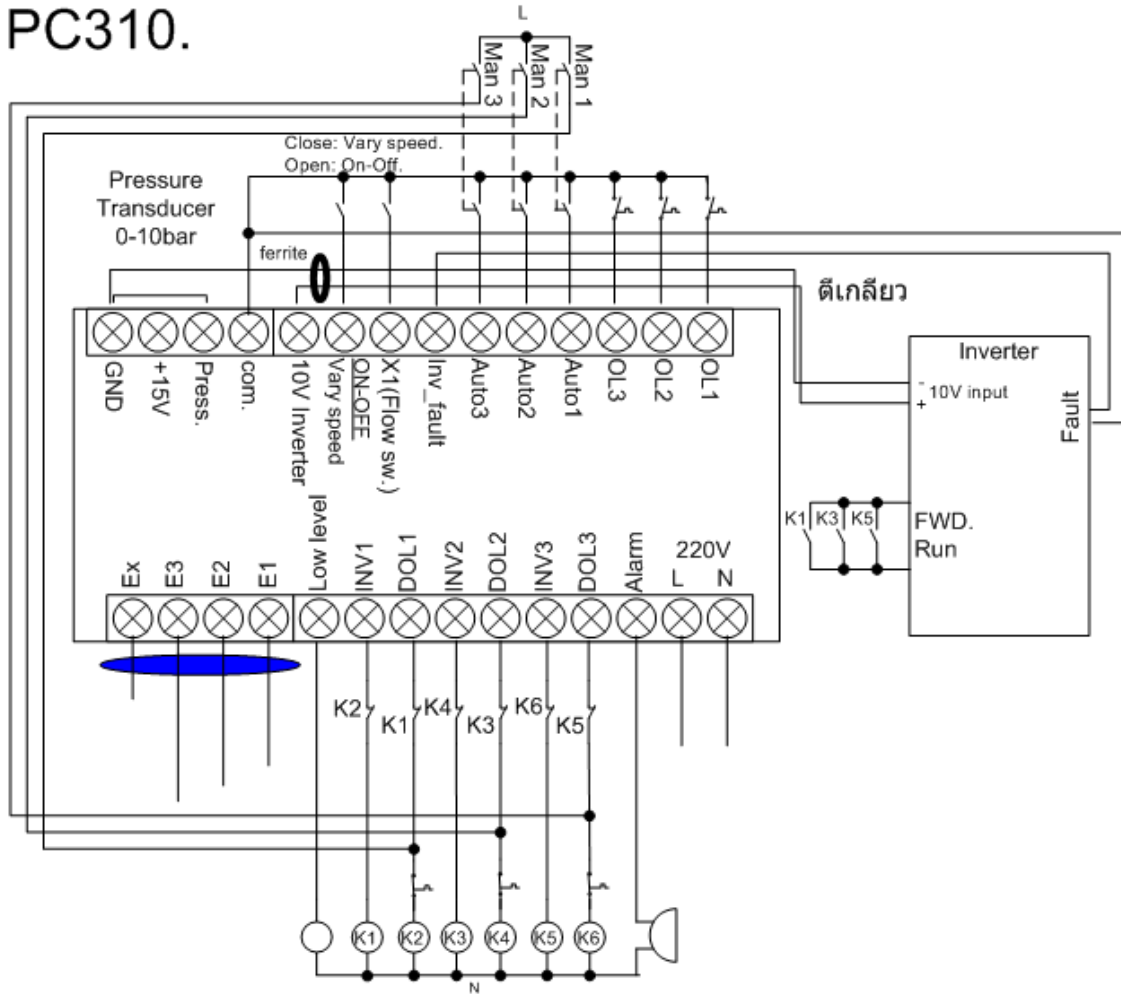 PC310.
L
Man 3
Man 2
Man 1
Close: Vary speed.
Open: On-Off.
Pressure
Transducer
0-10bar
ferrite
ตีเกลียว
GND
+15V
Press.
com.
10V Inverter
Vary speed
ON-OFF
X1(Flow sw.)
Inv_fault
Auto3
Auto2
Auto1
OL3
OL2
OL1
Inverter
-
10V input
+
Fault
K1
K3
K5
FWD.
Run
Ex
E3
E2
E1
Low level
INV1
DOL1
INV2
DOL2
INV3
DOL3
Alarm
220V
L
N
K2
K1
K4
K3
K6
K5
K1
K2
K3
K4
K5
K6
N